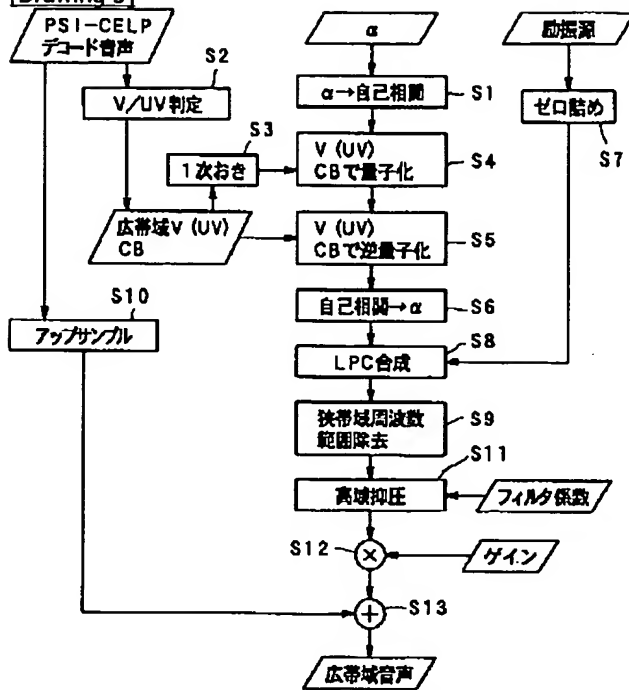 [Drawing 3]
PSI-CELP
デコード音声
α
励振源
S2
V/UV判定
α→自己相関
S1
ゼロ詰め
S7
S3
1次おき
V (UV)
CBで量子化
S4
広帯域V (UV)
CB
V (UV)
CBで逆量子化
S5
S10
アップサンプル
自己相関→α
S6
S8
LPC合成
狭帯域周波数
範囲除去
S9
S11
高域抑圧
フィルタ係数
S12
×
ゲイン
+
S13
広帯域音声